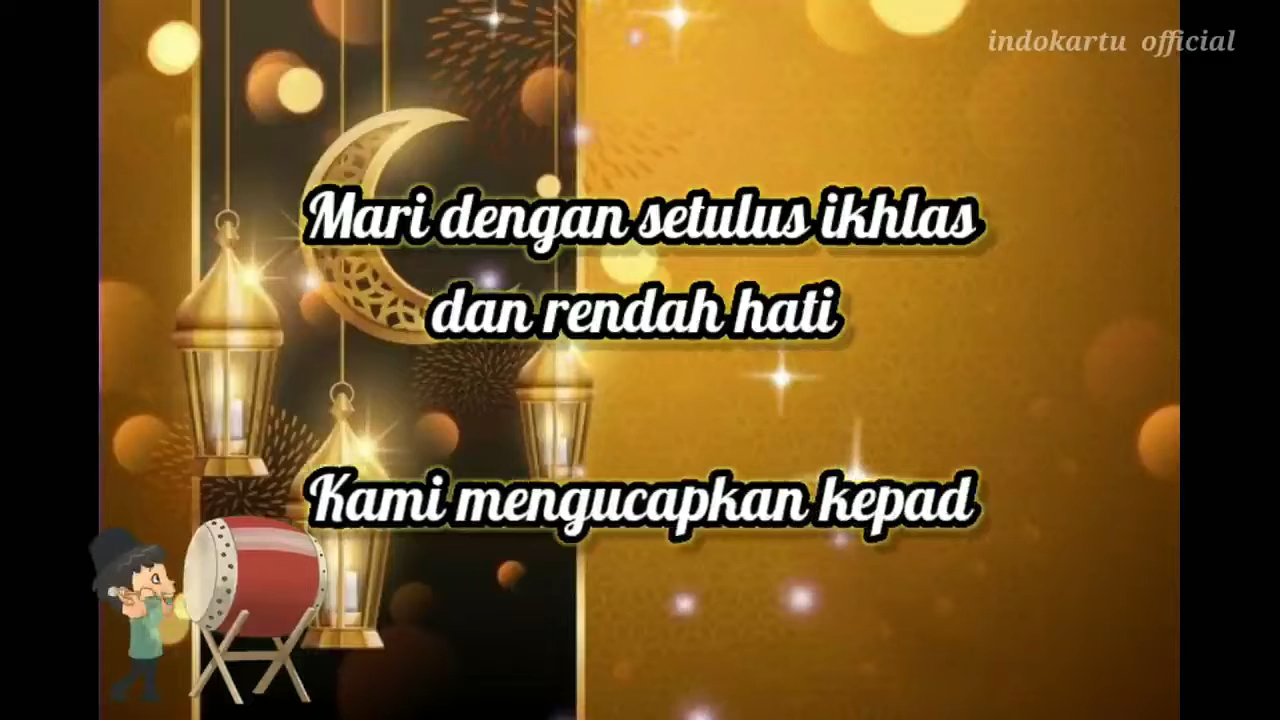 indokartu official
Mari dengan setulus ikhlas
dan rendah hati
Kami mengucapkan kepad